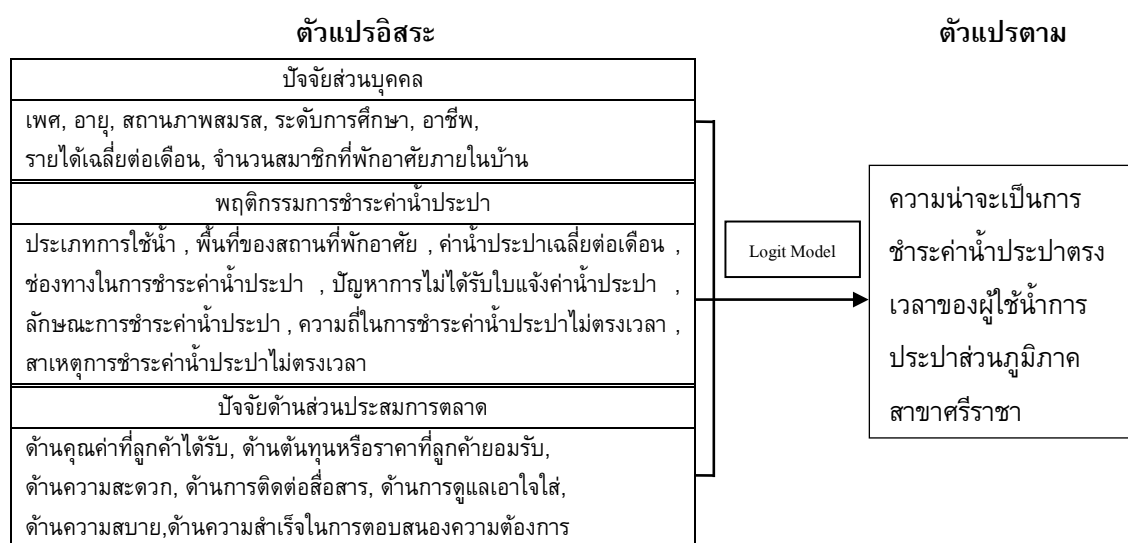 ตัวแปรอิสระ
ตัวแปรตาม
ปัจจัยส่วนบุคคล
เพศ, อายุ, สถานภาพสมรส, ระดับการศึกษา, อาชีพ,
รายได้เฉลี่ยต่อเดือน, จำนวนสมาชิกที่พักอาศัยภายในบ้าน
พฤติกรรมการชำระค่าน้ำประปา
ประเภทการใช้น้ำ , พื้นที่ของสถานที่พักอาศัย , ค่าน้ำประปาเฉลี่ยต่อเดือน ,
ช่องทางในการชำระค่าน้ำประปา , ปัญหาการไม่ได้รับใบแจ้งค่าน้ำประปา ,
ลักษณะการชำระค่าน้ำประปา , ความถี่ในการชำระค่าน้ำประปาไม่ตรงเวลา ,
สาเหตุการชำระค่าน้ำประปาไม่ตรงเวลา
ปัจจัยด้านส่วนประสมการตลาด
ด้านคุณค่าที่ลูกค้าได้รับ, ด้านต้นทุนหรือราคาที่ลูกค้ายอมรับ,
ด้านความสะดวก, ด้านการติดต่อสื่อสาร, ด้านการดูแลเอาใจใส่,
ด้านความสบาย,ด้านความสำเร็จในการตอบสนองความต้องการ
Logit Model
ความน่าจะเป็นการ
ชำระค่าน้ำประปาตรง
เวลาของผู้ใช้น้ำการ
ประปาส่วนภูมิภาค
สาขาศรีราชา